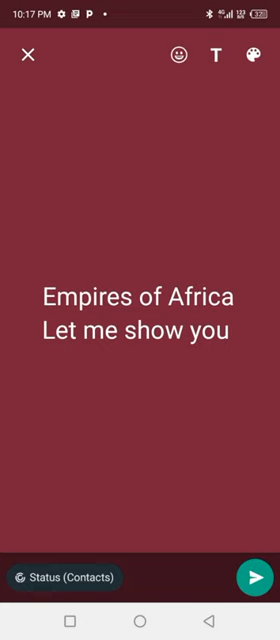 10:17 PM
Empires of Africa
Let me show you
Status (Contacts)